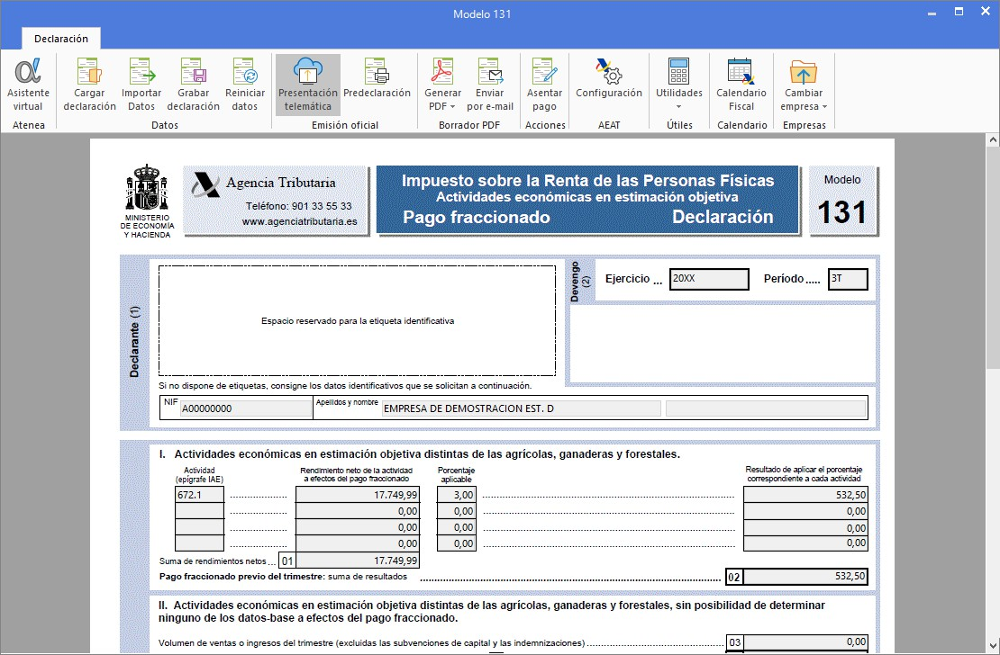 Modelo 131
Declaración
Asistente virtual
Cargar declaración
Importar Datos
Grabar declaración
Reiniciar datos
Presentación telemática
Predeclaración
Generar PDF
Enviar por e-mail
Asentar pago
Configuración
Utilidades
Calendario Fiscal
Cambiar empresa
Atenea
Datos
Emisión oficial
Borrador PDF
Acciones
AEAT
Útiles
Calendario
Empresas
MINISTERIO
DE ECONOMÍA
Y HACIENDA
Agencia Tributaria
Teléfono: 901 33 55 33
www.agenciatributaria.es
Impuesto sobre la Renta de las Personas Físicas
Actividades económicas en estimación objetiva
Pago fraccionado Declaración
Modelo
131
Declarante (1)
Espacio reservado para la etiqueta identificativa
Devengo (2)
Ejercicio ... 20XX Período ..... 3T
Si no dispone de etiquetas, consigne los datos identificativos que se solicitan a continuación.
NIF A00000000 Apellidos y nombre EMPRESA DE DEMOSTRACION EST. D
I. Actividades económicas en estimación objetiva distintas de las agrícolas, ganaderas y forestales.
Actividad (epígrafe IAE)
Rendimiento neto de la actividad a efectos del pago fraccionado
Porcentaje aplicable
Resultado de aplicar el porcentaje correspondiente a cada actividad
672.1 17.749,99 3,00 532,50
0,00 0,00 0,00
0,00 0,00 0,00
0,00 0,00 0,00
Suma de rendimientos netos ... 01 17.749,99
Pago fraccionado previo del trimestre: suma de resultados 02 532,50
II. Actividades económicas en estimación objetiva distintas de las agrícolas, ganaderas y forestales, sin posibilidad de determinar
ninguno de los datos-base a efectos del pago fraccionado.
Volumen de ventas o ingresos del trimestre (excluidas las subvenciones de capital y las indemnizaciones) 03 0,00